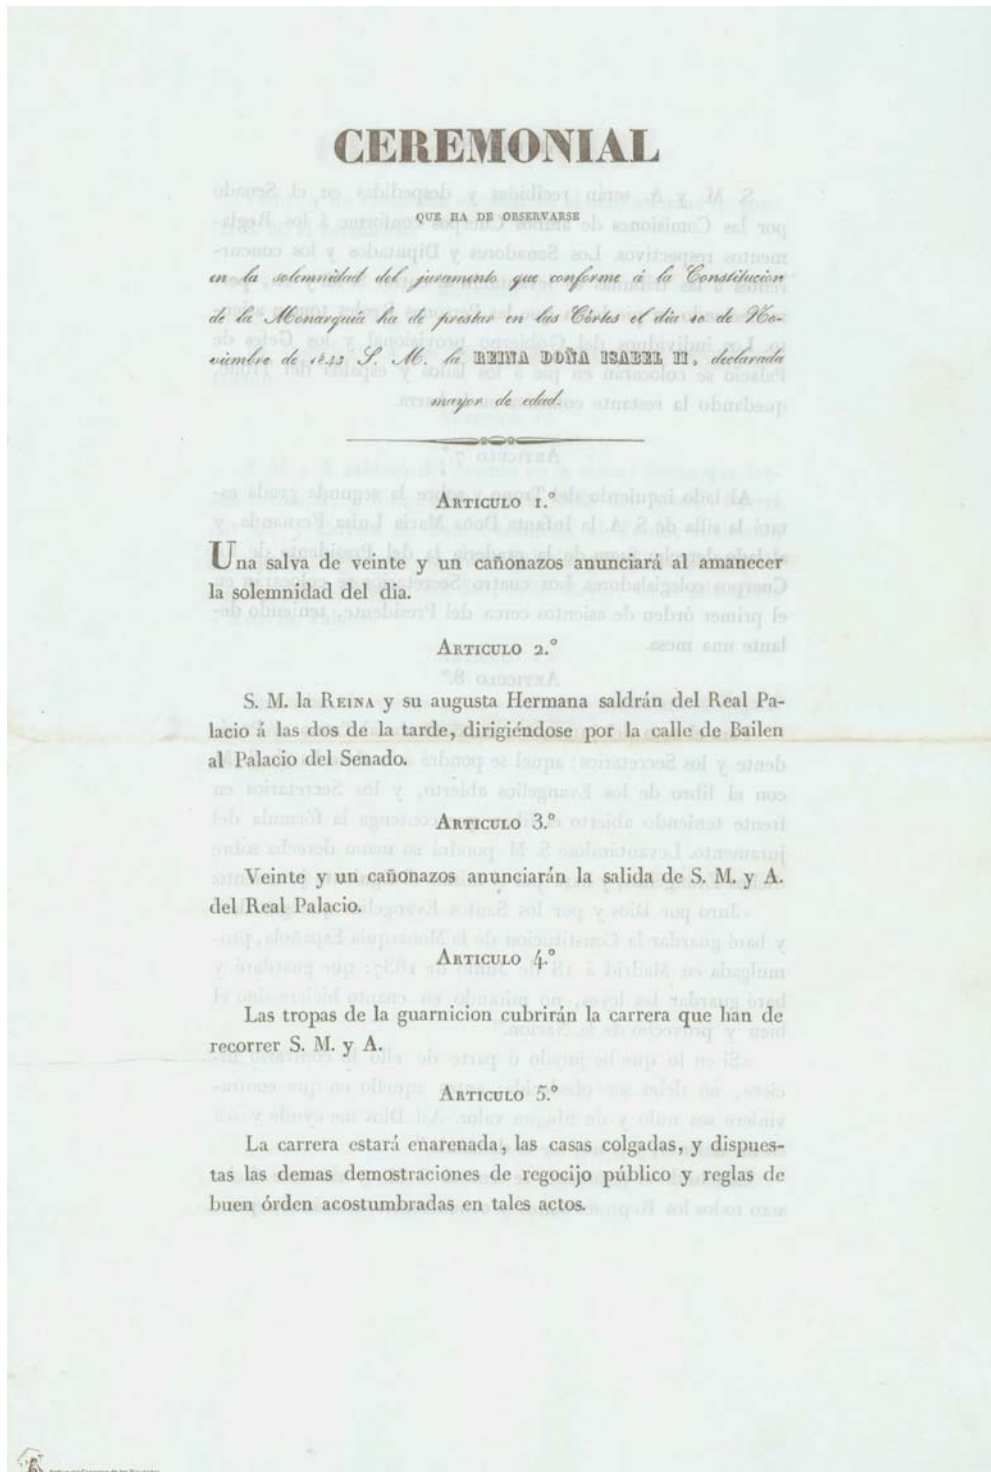 CEREMONIAL
QUE HA DE OBSERVARSE
en la solemnidad del juramento que conforme á la Constitucion
de la Monarquía ha de prestar en las Córtes el dia 10 de No-
viembre de 1843 S. M. la REINA DOÑA ISABEL II, declarada
mayor de edad.
ARTICULO 1.º
Una salva de veinte y un cañonazos anunciará al amanecer
la solemnidad del dia.
ARTICULO 2.º
S. M. la REINA y su augusta Hermana saldrán del Real Pa-
lacio á las dos de la tarde, dirigiéndose por la calle de Bailen
al Palacio del Senado.
ARTICULO 3.º
Veinte y un cañonazos anunciarán la salida de S. M. y A.
del Real Palacio.
ARTICULO 4.º
Las tropas de la guarnicion cubrirán la carrera que han de
recorrer S. M. y A.
ARTICULO 5.º
La carrera estará enarenada, las casas colgadas, y dispues-
tas las demas demostraciones de regocijo público y reglas de
buen órden acostumbradas en tales actos.